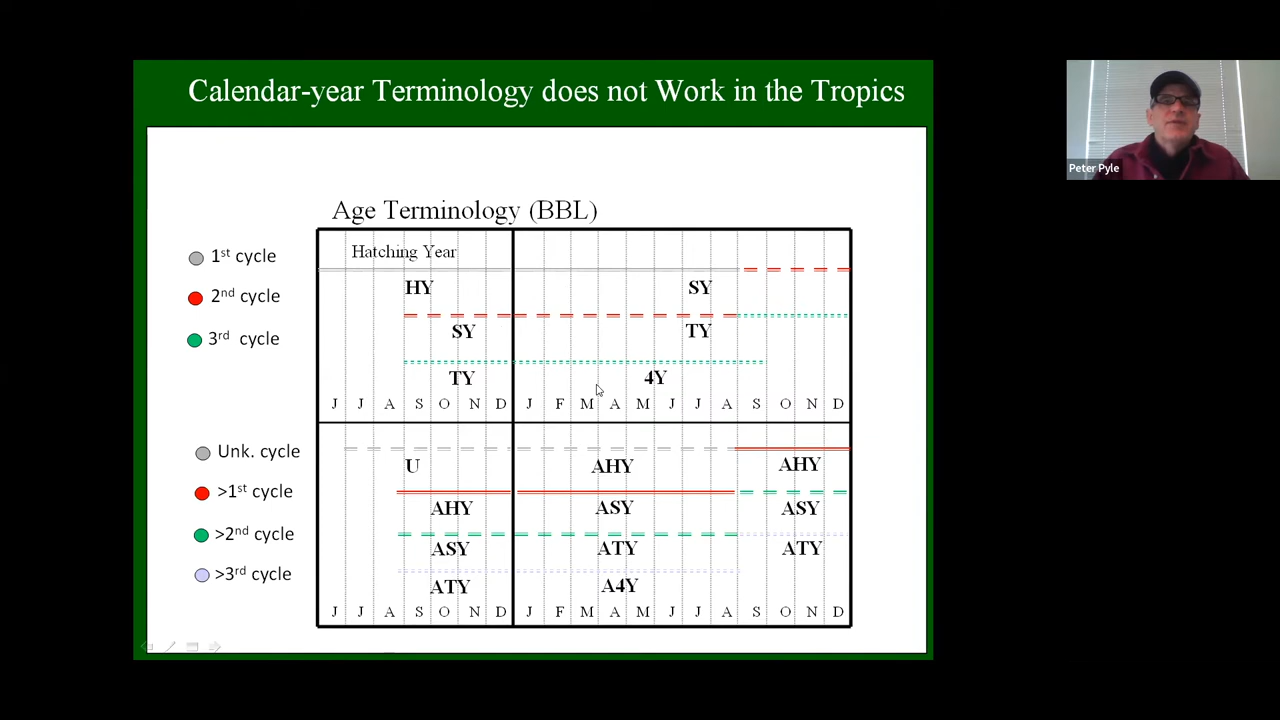 Calendar-year Terminology does not Work in the Tropics
Peter Pyle
Age Terminology (BBL)
1st cycle
2nd cycle
3rd cycle
Hatching Year
HY SY
SY TY
TY 4Y
J J A S O N D J F M A M J J A S O N D
Unk. cycle
>1st cycle
>2nd cycle
>3rd cycle
U AHY AHY
AHY ASY ASY
ASY ATY ATY
ATY A4Y
J J A S O N D J F M A M J J A S O N D